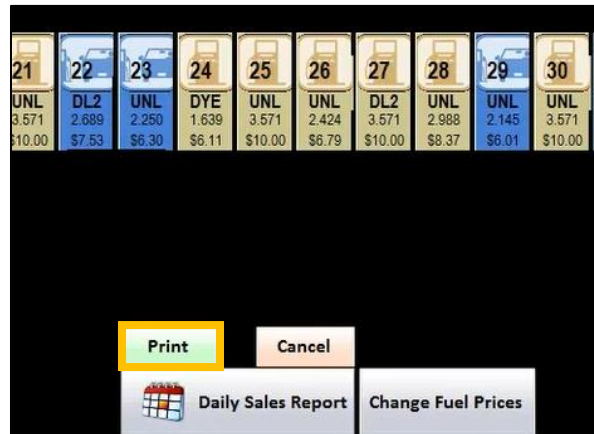 21 22 23 24 25 26 27 28 29 30
UNL DL2 UNL DYE UNL UNL DL2 UNL UNL UNL
3.571 2.689 2.250 1.639 3.571 2.424 3.571 2.988 2.145 3.571
$10.00 $7.53 $6.30 $6.11 $10.00 $6.79 $10.00 $8.37 $6.01 $10.00
Print Cancel
Daily Sales Report Change Fuel Prices